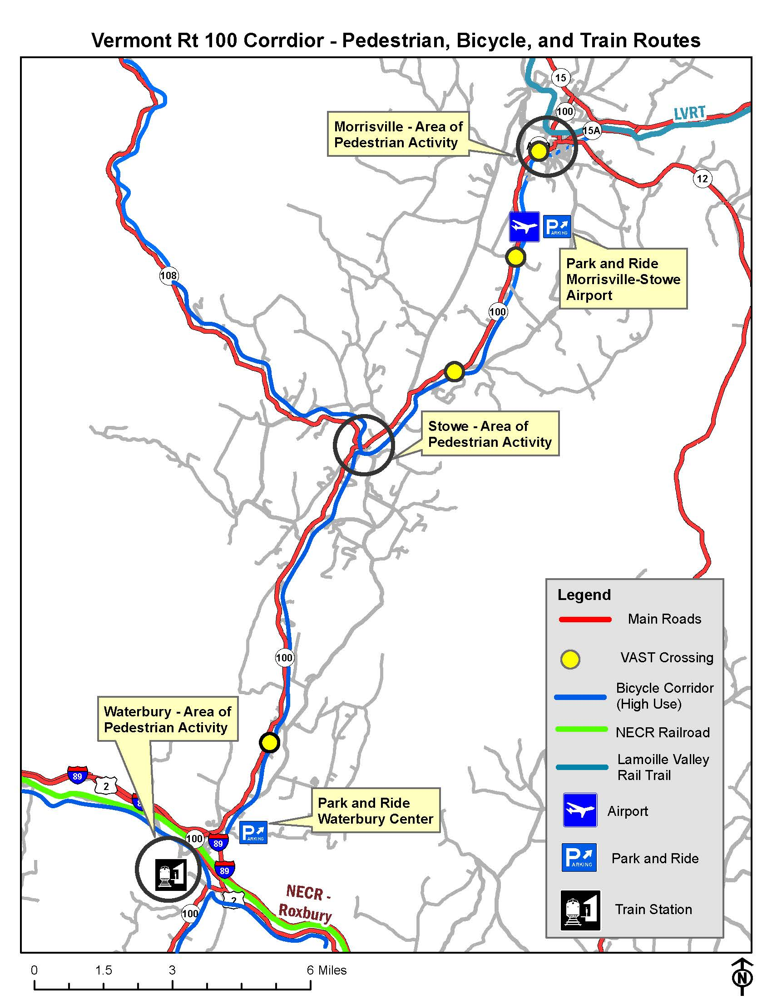 Vermont Rt 100 Corrdior - Pedestrian, Bicycle, and Train Routes
15
100
LVRT
15A
Morrisville - Area of
Pedestrian Activity
12
P
ARKING
Park and Ride
Morrisville-Stowe
Airport
108
100
Stowe - Area of
Pedestrian Activity
100
Waterbury - Area of
Pedestrian Activity
89
2
Park and Ride
Waterbury Center
P
ARKING
100
89
89
2
100
NECR -
Roxbury
Legend
Main Roads
VAST Crossing
Bicycle Corridor
(High Use)
NECR Railroad
Lamoille Valley
Rail Trail
Airport
P
ARKING
Park and Ride
Train Station
0 1.5 3 6 Miles
N